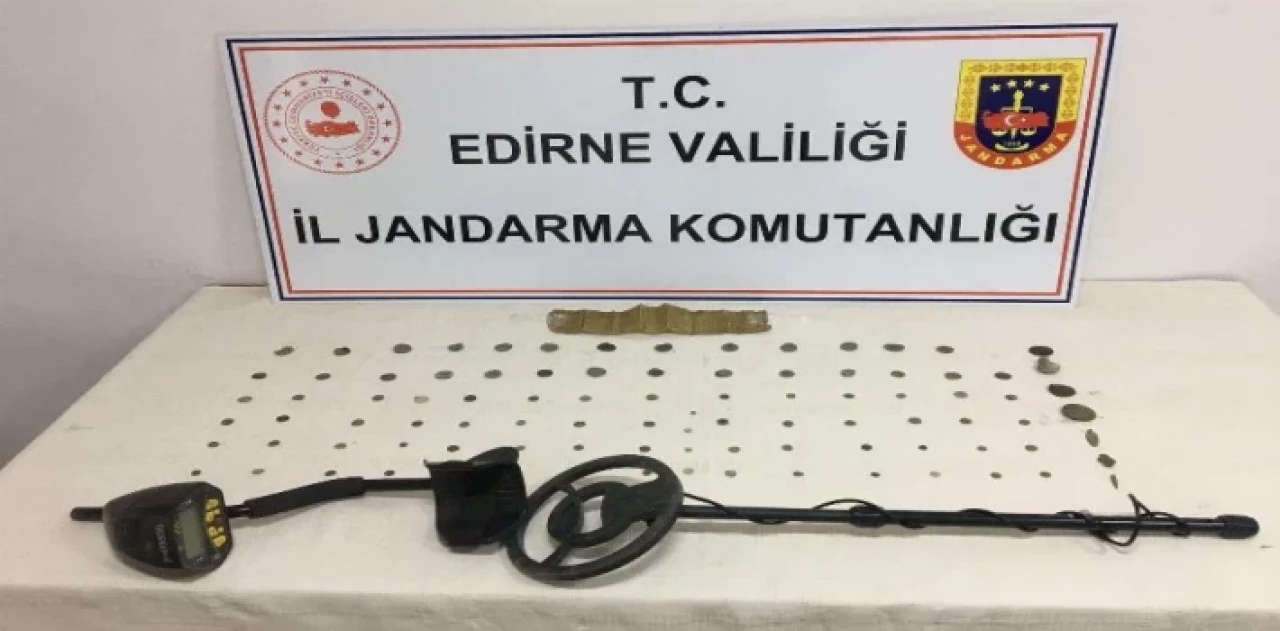 T.C.
EDİRNE VALİLİĞİ
İL JANDARMA KOMUTANLIĞI
JANDARMA